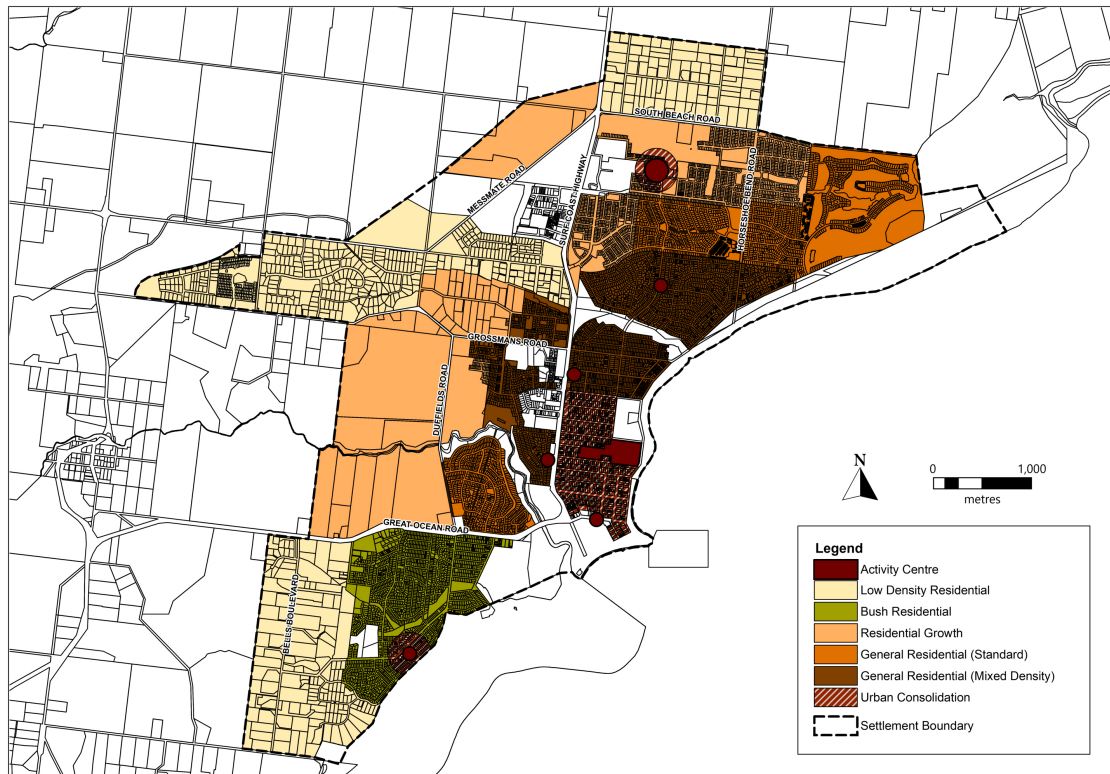 SOUTH BEACH ROAD
MESSMATE ROAD
SURF COAST HIGHWAY
HORSESHOE BEND ROAD
GROSSMANS ROAD
DUFFIELDS ROAD
GREAT OCEAN ROAD
BELLS BOULEVARD
N
0 1,000
metres
Legend
Activity Centre
Low Density Residential
Bush Residential
Residential Growth
General Residential (Standard)
General Residential (Mixed Density)
Urban Consolidation
Settlement Boundary